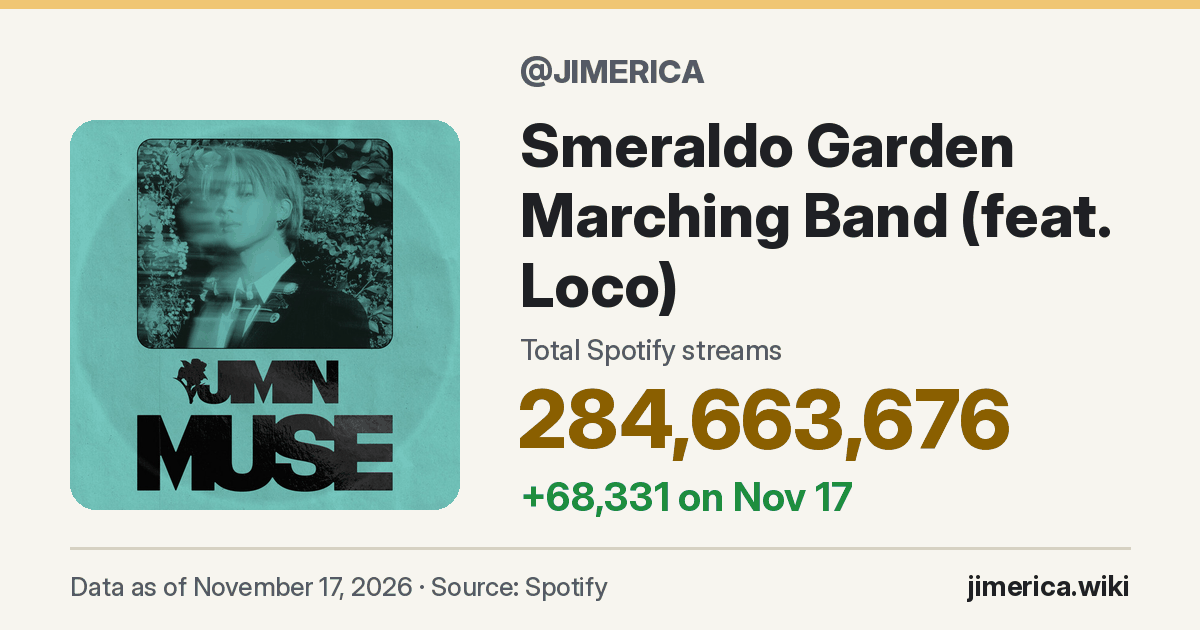 @JIMERICA
Smeraldo Garden
Marching Band (feat.
Loco)
Total Spotify streams
284,663,676
+68,331 on Nov 17
JMN
MUSE
Data as of November 17, 2026 · Source: Spotify
jimerica.wiki